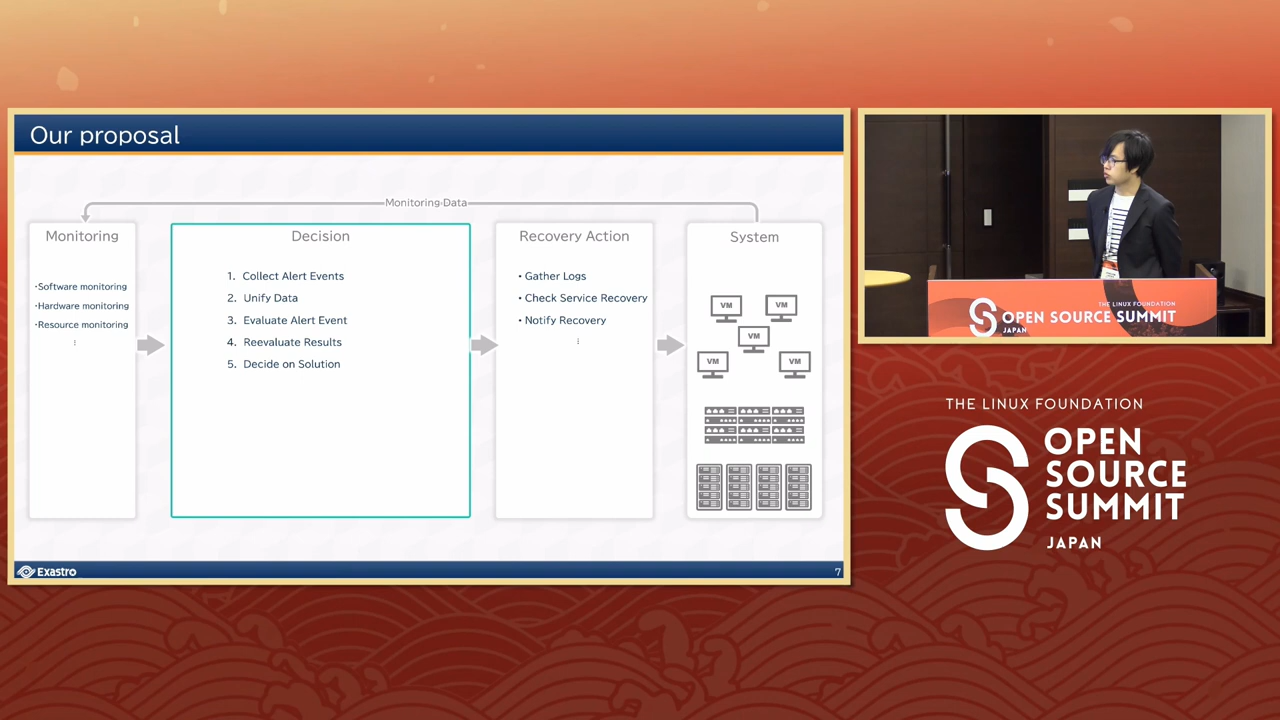 Our proposal
Monitoring Data
Monitoring
・Software monitoring
・Hardware monitoring
・Resource monitoring
⋮
Decision
1. Collect Alert Events
2. Unify Data
3. Evaluate Alert Event
4. Reevaluate Results
5. Decide on Solution
Recovery Action
• Gather Logs
• Check Service Recovery
• Notify Recovery
⋮
System
VM
VM
VM
VM
VM
Exastro
7
THE LINUX FOUNDATION
OPEN SOURCE SUMMIT
JAPAN
THE LINUX FOUNDATION
OPEN
SOURCE
SUMMIT
JAPAN